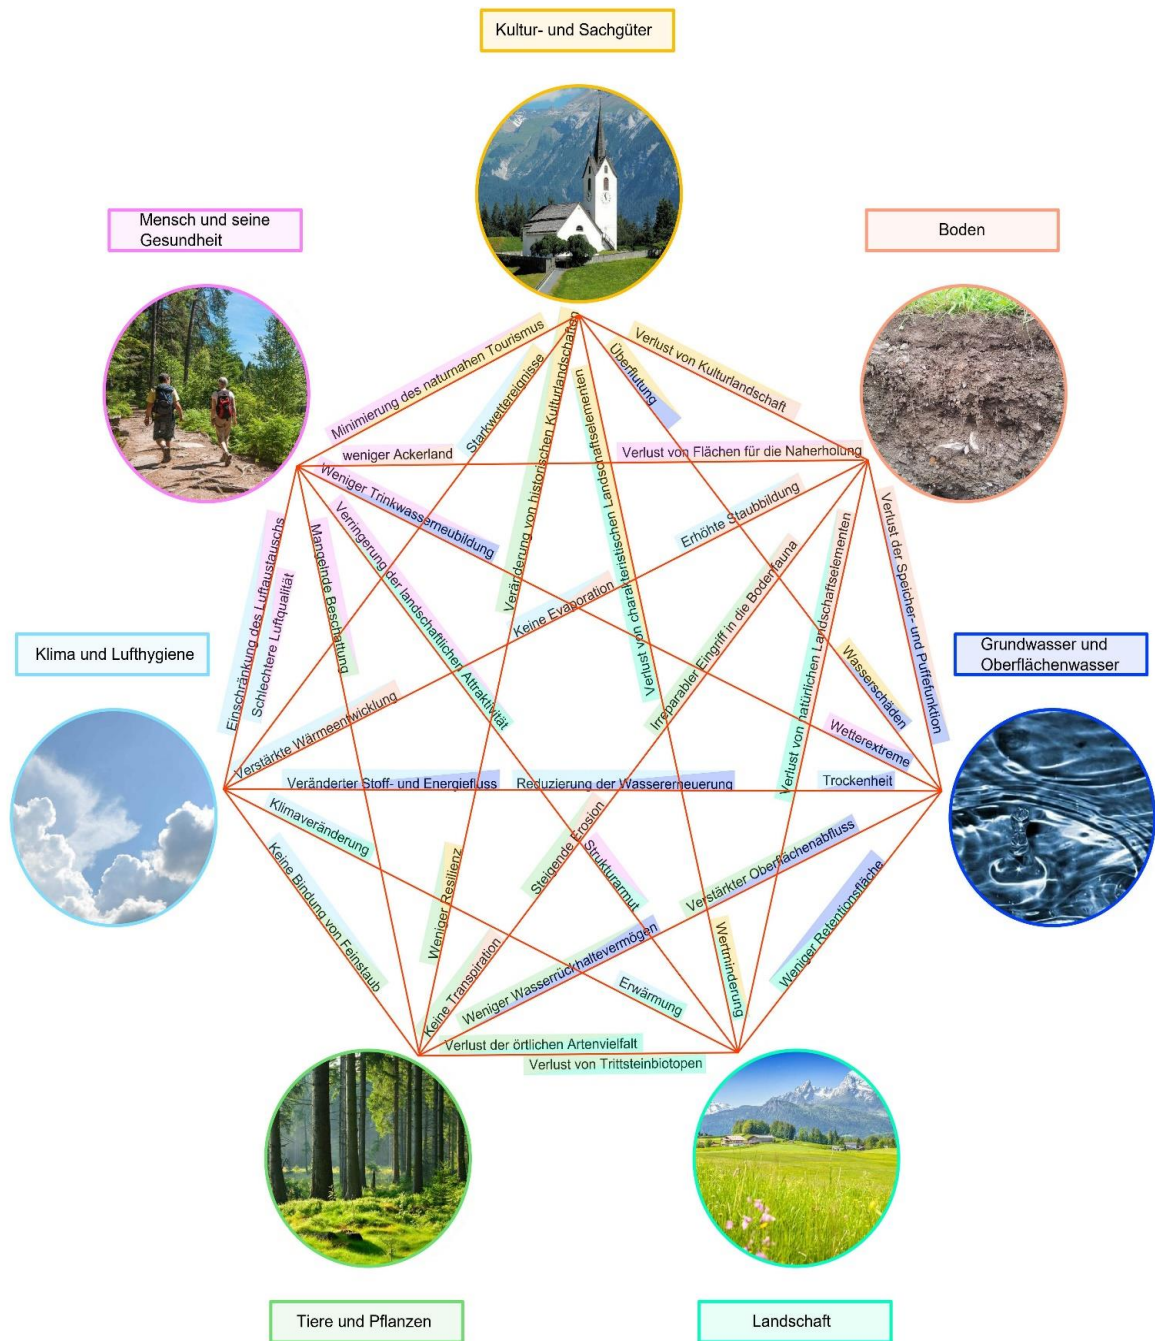 Kultur- und Sachgüter
Mensch und seine
Gesundheit
Boden
Minimierung des naturnahen Tourismus
Starkwettereignisse
Veränderung von historischen Kulturlandschaften
Verlust von charakteristischen Landschaftselementen
Überflutung
Verlust von Kulturlandschaft
weniger Ackerland
Verlust von Flächen für die Naherholung
Weniger Trinkwasserneubildung
Verringerung der landschaftlichen Attraktivität
Mangelnde Beschattung
Einschränkung des Luftaustauschs
Schlechtere Luftqualität
Erhöhte Staubbildung
Keine Evaporation
Irreparabler Eingriff in die Bodenfauna
Verlust von natürlichen Landschaftselementen
Verlust der Speicher- und Puffefunktion
Klima und Lufthygiene
Grundwasser und
Oberflächenwasser
Wasserschäden
Wetterextreme
Verstärkte Wärmeentwicklung
Veränderter Stoff- und Energiefluss
Reduzierung der Wassererneuerung
Trockenheit
Klimaveränderung
Keine Bindung von Feinstaub
Weniger Resilienz
Steigende Erosion
Strukturarmut
Verstärkter Oberflächenabfluss
Weniger Retentionsfläche
Keine Transpiration
Weniger Wasserrückhaltevermögen
Erwärmung
Wertminderung
Verlust der örtlichen Artenvielfalt
Verlust von Trittsteinbiotopen
Tiere und Pflanzen
Landschaft